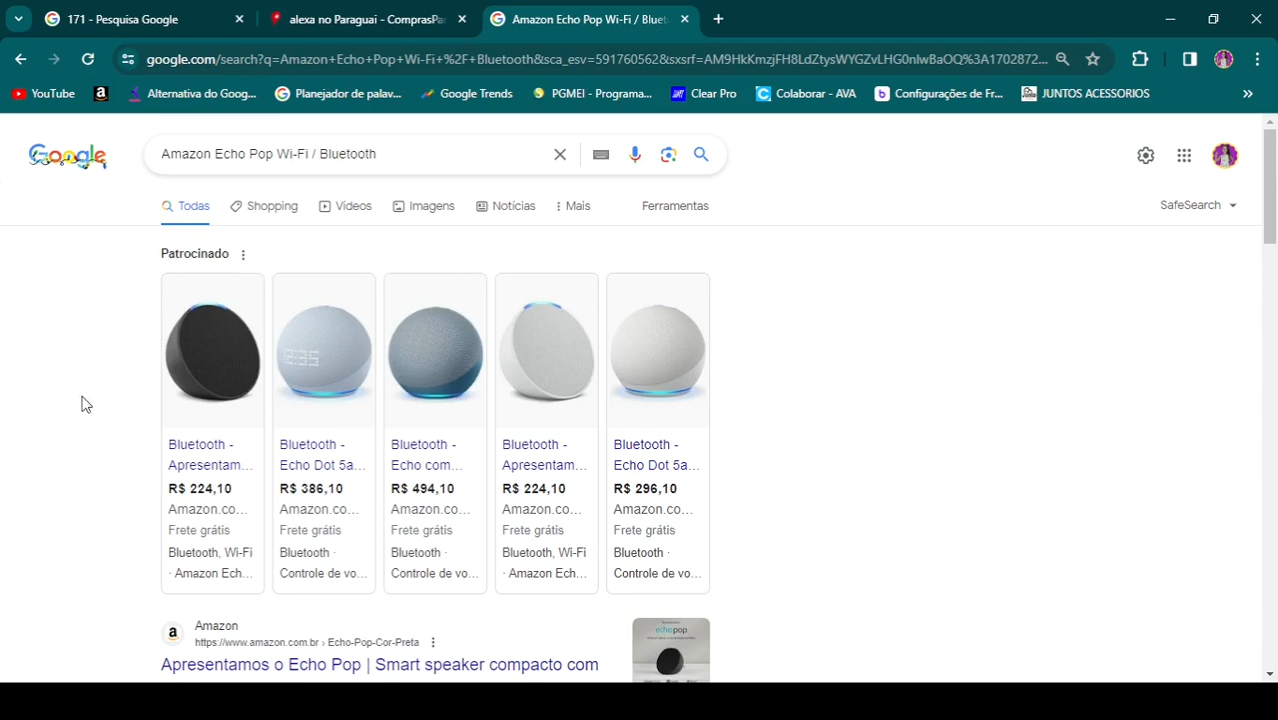 171 - Pesquisa Google
alexa no Paraguai - ComprasPa
Amazon Echo Pop Wi-Fi / Bluet
google.com/search?q=Amazon+Echo+Pop+Wi-Fi+%2F+Bluetooth&sca_esv=591760562&sxsrf=AM9HkKmzjFH8LdZtysWYGZvLHG0nIwBaOQ%3A1702872...
YouTube
Alternativa do Goog...
Planejador de palav...
Google Trends
PGMEI - Programa...
Clear Pro
Colaborar - AVA
Configurações de Fr...
JUNTOS ACESSORIOS
»
Google
Amazon Echo Pop Wi-Fi / Bluetooth
Todas
Shopping
Vídeos
Imagens
Notícias
Mais
Ferramentas
SafeSearch
Patrocinado
Bluetooth -
Apresentam...
R$ 224,10
Amazon.co...
Frete grátis
Bluetooth, Wi-Fi
· Amazon Ech...
Bluetooth -
Echo Dot 5a...
R$ 386,10
Amazon.co...
Frete grátis
Bluetooth ·
Controle de vo...
Bluetooth -
Echo com...
R$ 494,10
Amazon.co...
Frete grátis
Bluetooth ·
Controle de vo...
Bluetooth -
Apresentam...
R$ 224,10
Amazon.co...
Frete grátis
Bluetooth, Wi-Fi
· Amazon Ech...
Bluetooth -
Echo Dot 5a...
R$ 296,10
Amazon.co...
Frete grátis
Bluetooth ·
Controle de vo...
Amazon
https://www.amazon.com.br › Echo-Pop-Cor-Preta
Apresentamos o Echo Pop | Smart speaker compacto com
echo pop